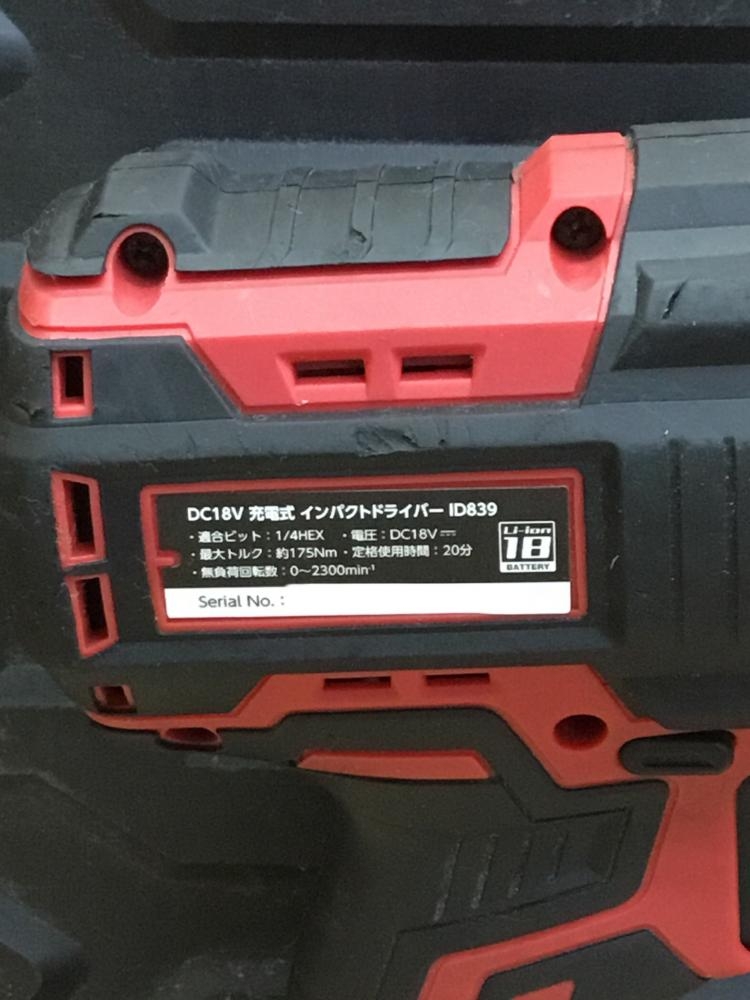 DC18V 充電式 インパクトドライバー ID839
・適合ビット：1/4HEX ・電圧：DC18V⎓
・最大トルク：約175Nm ・定格使用時間：20分
・無負荷回転数：0〜2300min⁻¹
Li-ion
18
BATTERY
Serial No.：